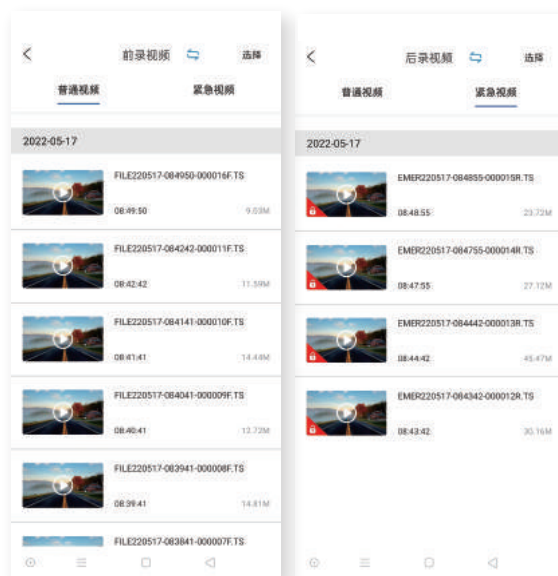 前录视频
选择
普通视频
紧急视频
2022-05-17
FILE220517-084950-000016F.TS
08:49:50
9.03M
FILE220517-084242-000011F.TS
08:42:42
11.59M
FILE220517-084141-000010F.TS
08:41:41
14.44M
FILE220517-084041-000009F.TS
08:40:41
12.72M
FILE220517-083941-000008F.TS
08:39:41
14.81M
FILE220517-083841-000007F.TS
后录视频
选择
普通视频
紧急视频
2022-05-17
EMER220517-084855-000015R.TS
08:48:55
23.72M
EMER220517-084755-000014R.TS
08:47:55
27.12M
EMER220517-084442-000013R.TS
08:44:42
45.47M
EMER220517-084342-000012R.TS
08:43:42
30.16M